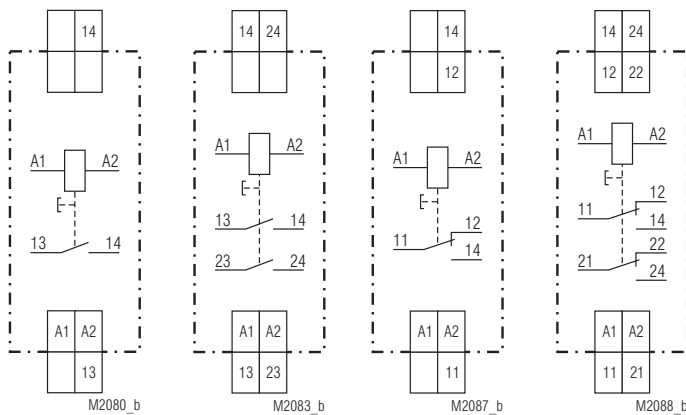 14
A1 A2
13 14
A1 A2
13
M2080_b
14 24
A1 A2
13 14
23 24
A1 A2
13 23
M2083_b
14
12
A1 A2
12
11
14
A1 A2
11
M2087_b
14 24
12 22
A1 A2
12
11
14
22
21
24
A1 A2
11 21
M2088_b